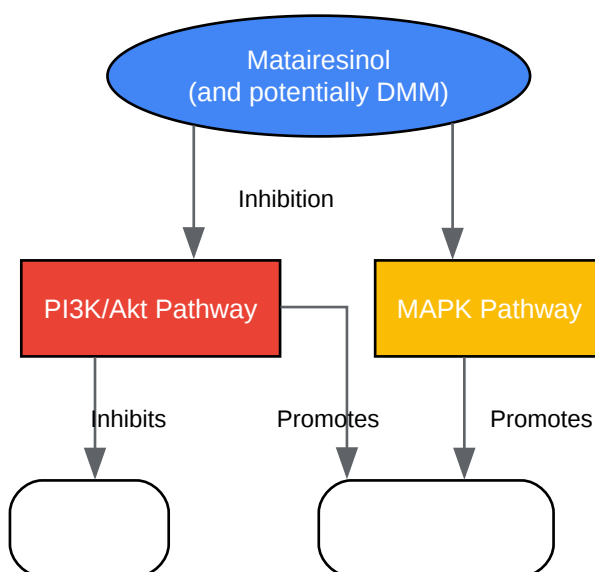 Matairesinol
(and potentially DMM)
Inhibition
PI3K/Akt Pathway
MAPK Pathway
Inhibits
Promotes
Promotes